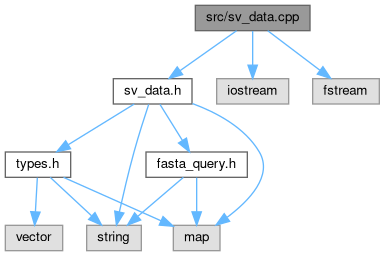 src/sv_data.cpp
sv_data.h
iostream
fstream
types.h
fasta_query.h
vector
string
map